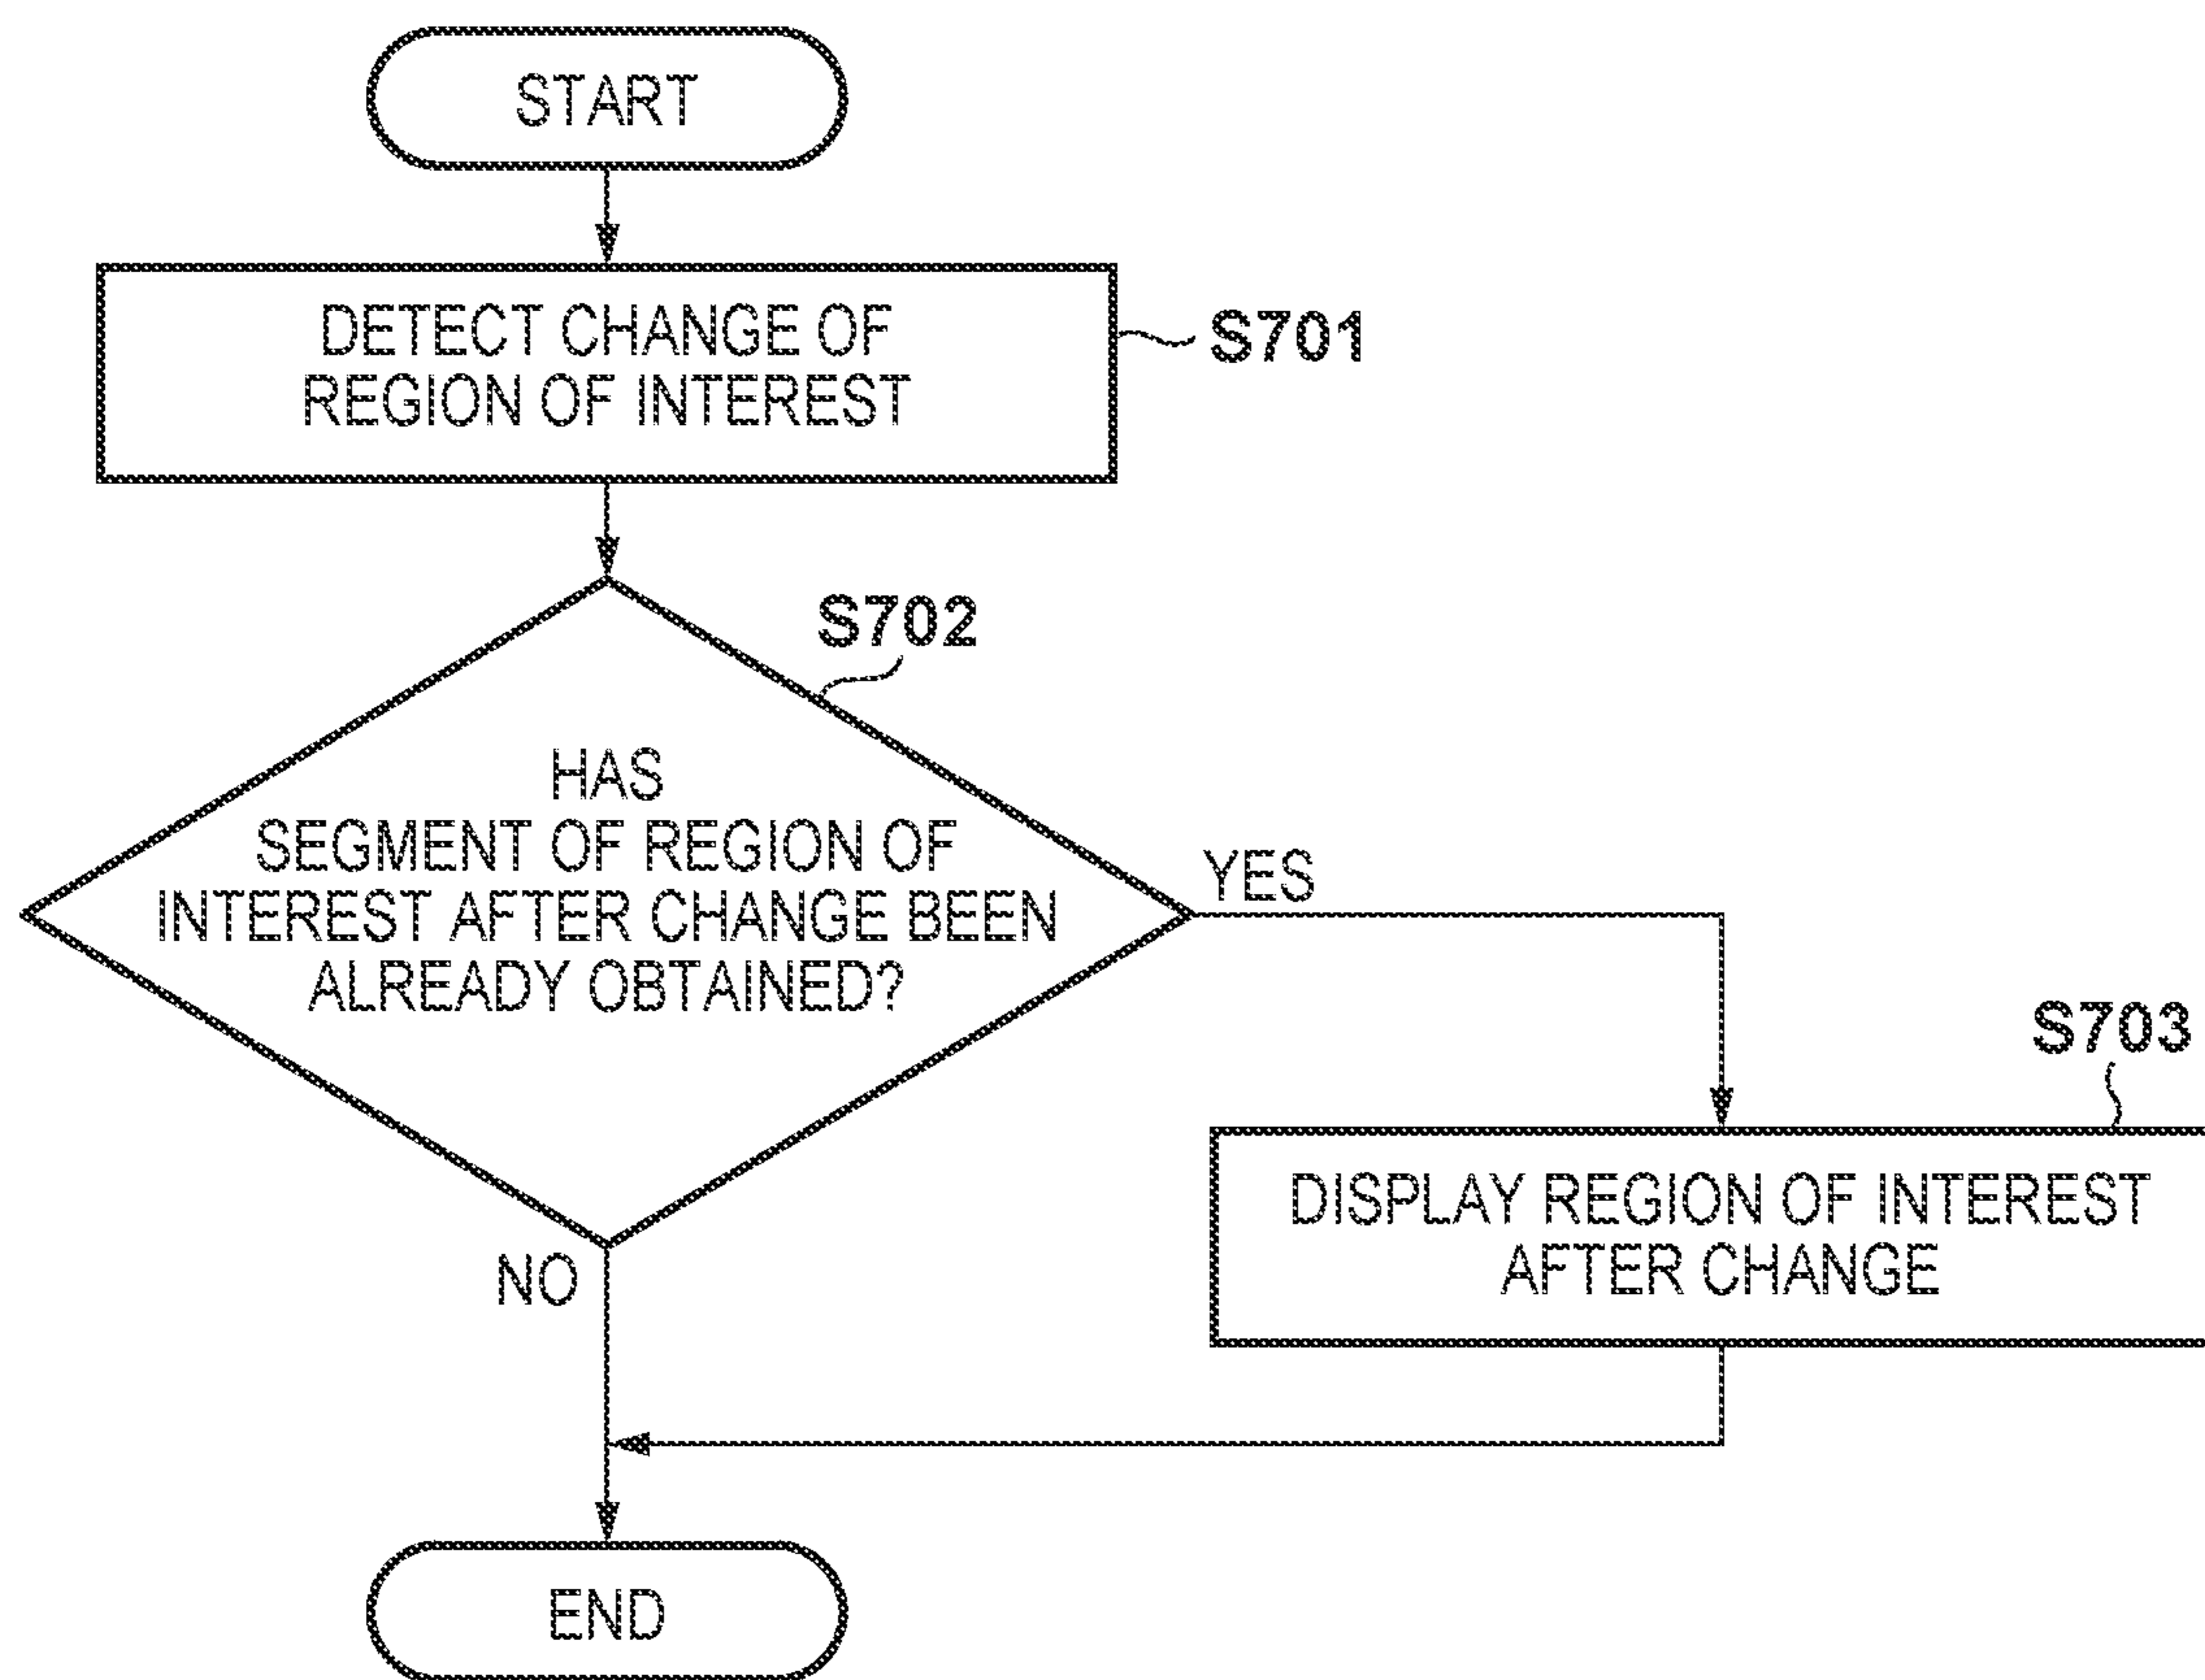 START
DETECT CHANGE OF
REGION OF INTEREST
S701
S702
HAS
SEGMENT OF REGION OF
INTEREST AFTER CHANGE BEEN
ALREADY OBTAINED?
YES
S703
DISPLAY REGION OF INTEREST
AFTER CHANGE
NO
END